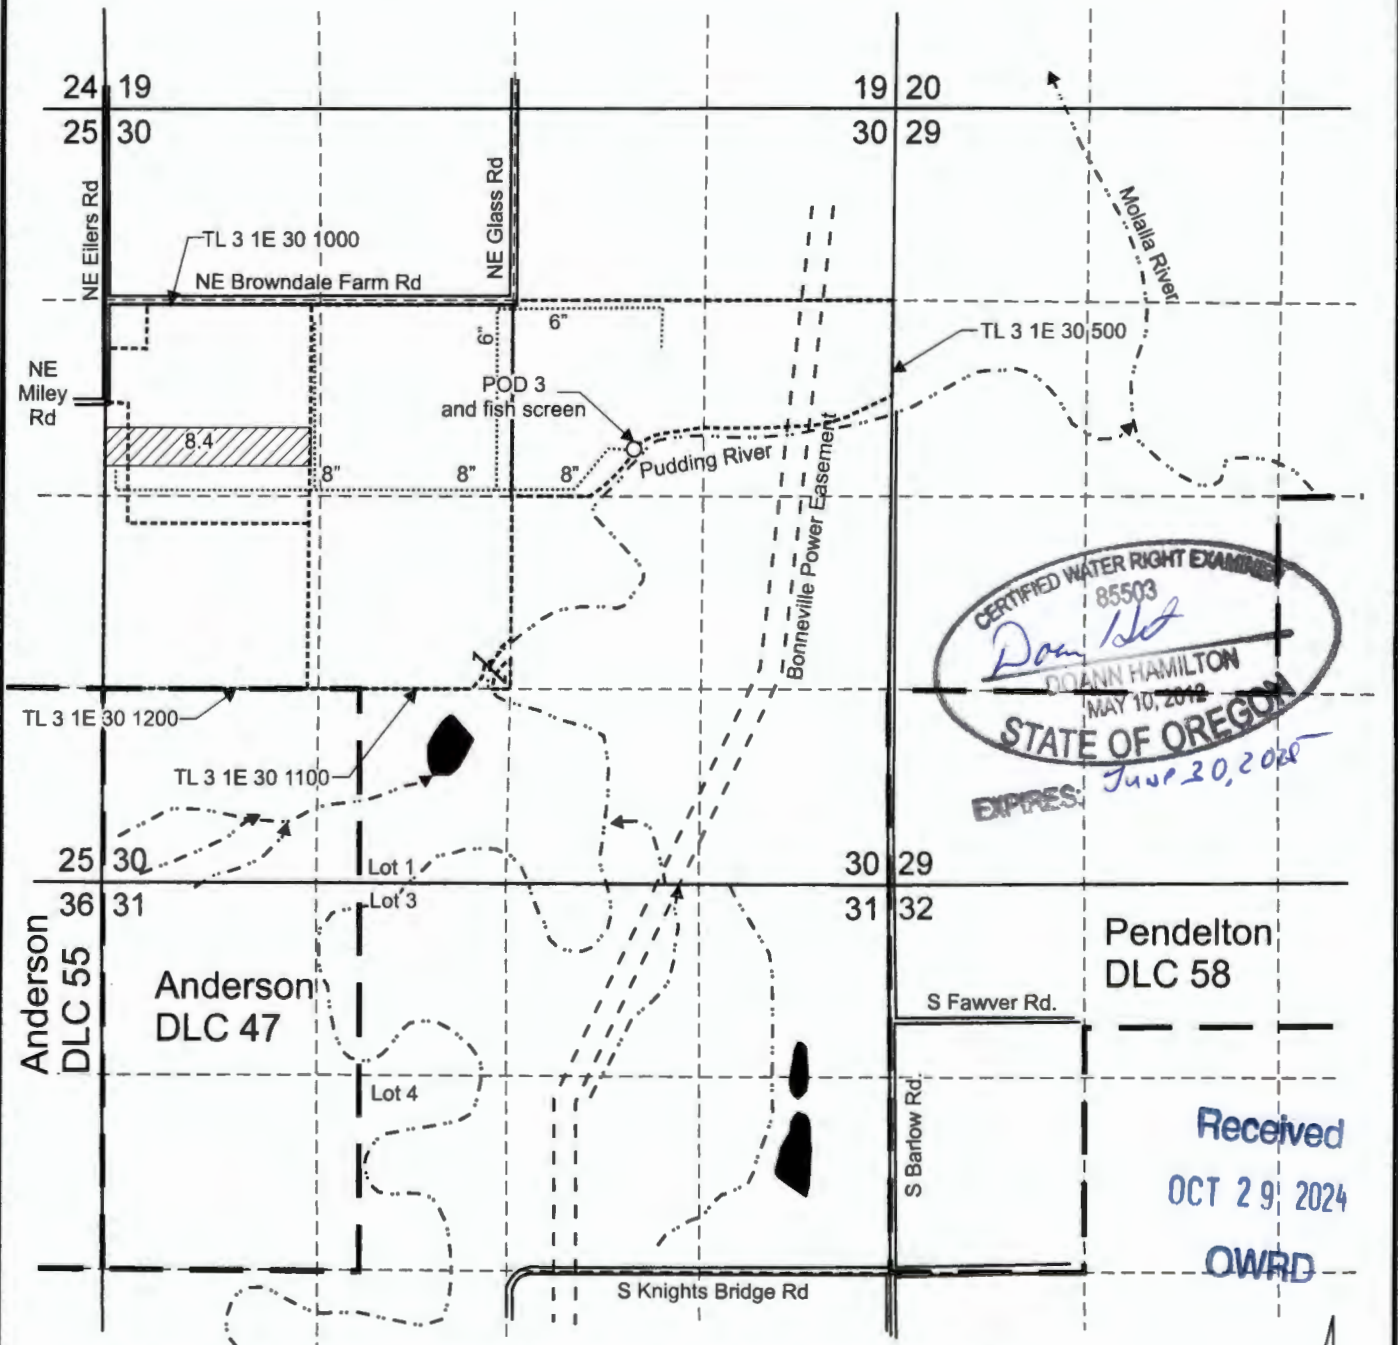 24 19
19 20
25 30
30 29
NE Eilers Rd
NE Glass Rd
Molalla River
TL 3 1E 30 1000
NE Browndale Farm Rd
6"
6"
TL 3 1E 30 500
NE
Miley
Rd
POD 3
and fish screen
8.4
Pudding River
8"
8"
8"
Bonneville Power Easement
CERTIFIED WATER RIGHT EXAMINER
85503
DOANN HAMILTON
MAY 10, 2012
STATE OF OREGON
EXPIRES: June 30, 2025
TL 3 1E 30 1200
TL 3 1E 30 1100
25 30
Lot 1
30 29
36 31
Lot 3
31 32
Anderson
DLC 55
Anderson
DLC 47
Pendelton
DLC 58
S Fawver Rd.
Lot 4
S Barlow Rd.
Received
OCT 29 2024
OWRD
S Knights Bridge Rd